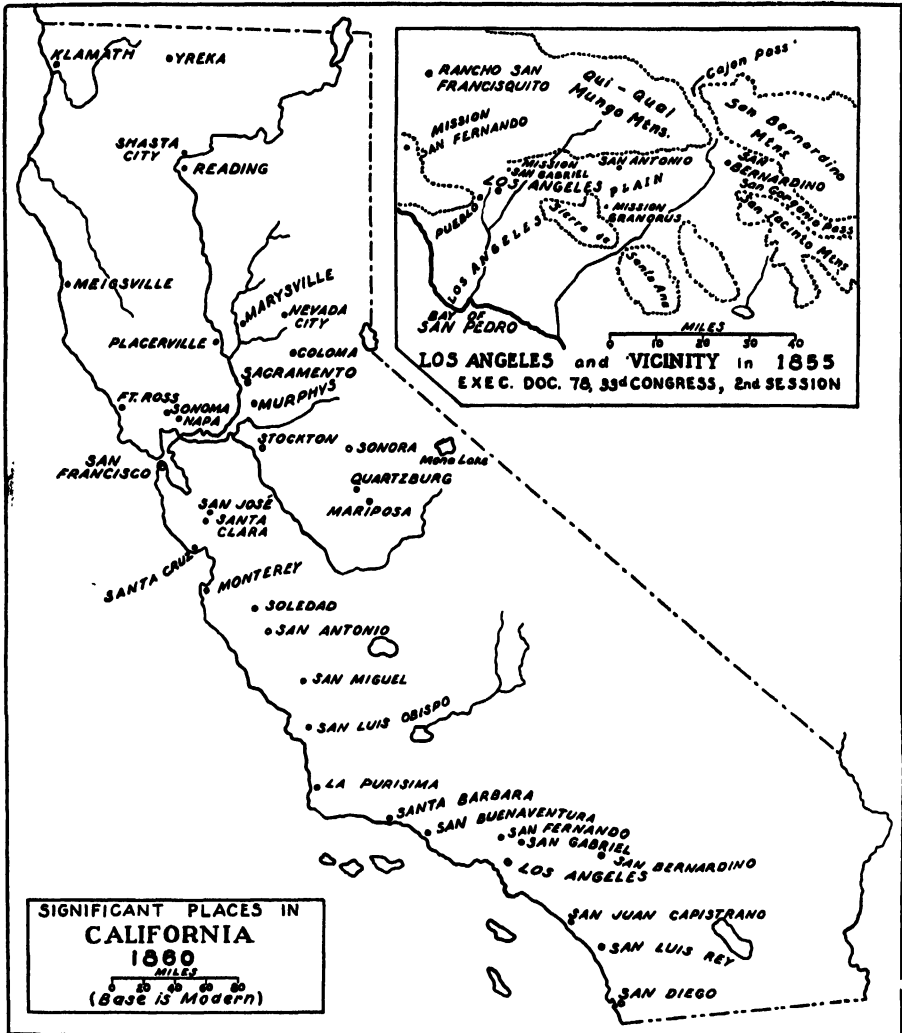 KLAMATH
YREKA
SHASTA
CITY
READING
MEIGSVILLE
MARYSVILLE
NEVADA
CITY
PLACERVILLE
COLOMA
SACRAMENTO
FT. ROSS
SONOMA
NAPA
MURPHYS
STOCKTON
SONORA
Mono Lake
SAN
FRANCISCO
QUARTZBURG
MARIPOSA
SAN JOSÉ
SANTA
CLARA
SANTA CRUZ
MONTEREY
SOLEDAD
SAN ANTONIO
SAN MIGUEL
SAN LUIS OBISPO
LA PURISIMA
SANTA BARBARA
SAN BUENAVENTURA
SAN FERNANDO
SAN GABRIEL
SAN BERNARDINO
LOS ANGELES
SAN JUAN CAPISTRANO
SAN LUIS REY
SAN DIEGO
RANCHO SAN
FRANCISQUITO
Qui - Quai
Mungo Mtns.
Cajon Pass
MISSION
SAN FERNANDO
San Bernardino
Mtns
MISSION
SAN GABRIEL
SAN ANTONIO
SAN
BERNARDINO
LOS ANGELES
PLAIN
San Gorgonio Pass
PUEBLO
MISSION
GRANORUS
San Jacinto Mtns
LOS ANGELES
Sierra de
Santa Ana
BAY OF
SAN PEDRO
MILES
0 10 20 30 40
LOS ANGELES and VICINITY in 1855
EXEC. DOC. 78, 33d CONGRESS, 2nd SESSION
SIGNIFICANT PLACES IN
CALIFORNIA
1860
MILES
0 20 40 60 80
(Base is Modern)